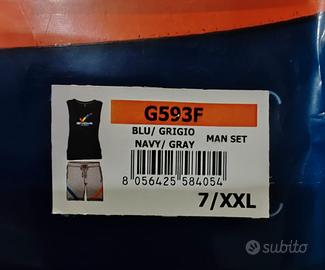 G593F
BLU/ GRIGIO
NAVY/ GRAY
MAN SET
8 056425 584054
7/XXL
subito